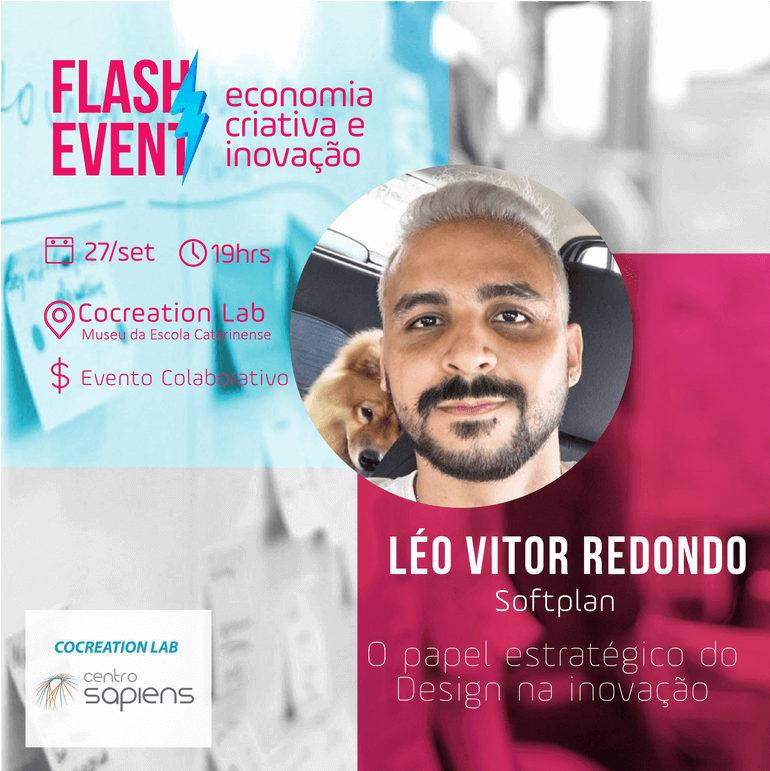 FLASH
EVENT
economia
criativa e
inovação
27/set
19hrs
Cocreation Lab
Museu da Escola Catarinense
$ Evento Colaborativo
LÉO VITOR REDONDO
Softplan
O papel estratégico do
Design na inovação
COCREATION LAB
centro
sapiens